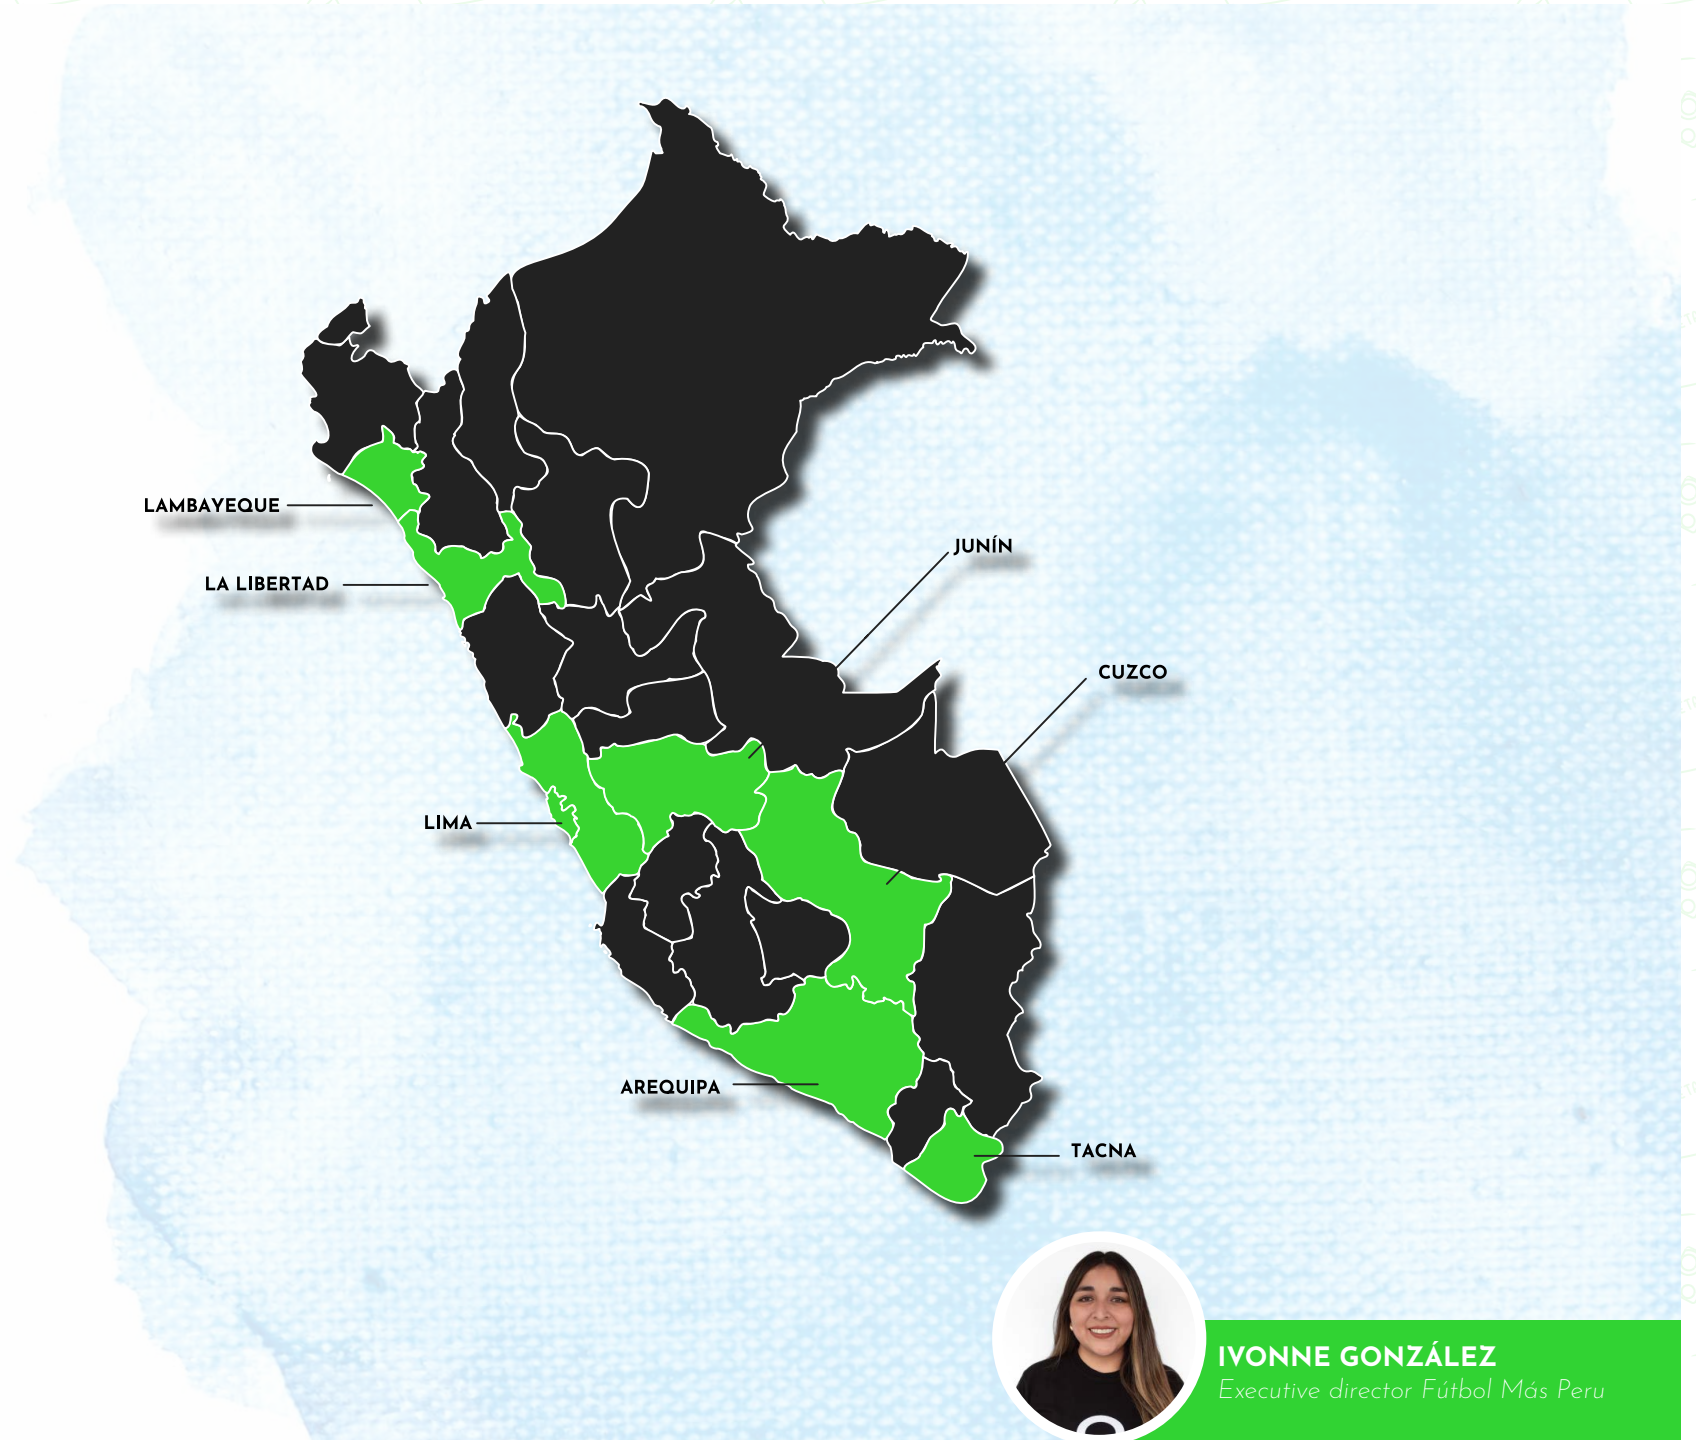 LAMBAYEQUE
JUNÍN
LA LIBERTAD
CUZCO
LIMA
AREQUIPA
TACNA
IVONNE GONZÁLEZ
Executive director Fútbol Más Peru